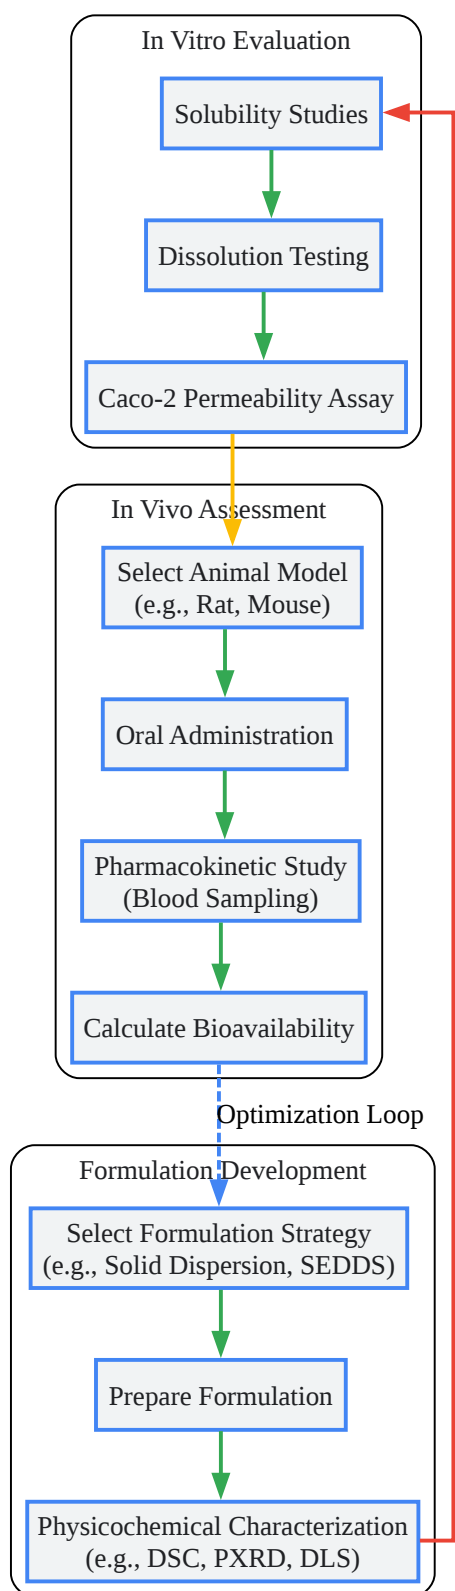 In Vitro Evaluation
Solubility Studies
Dissolution Testing
Caco-2 Permeability Assay
In Vivo Assessment
Select Animal Model
(e.g., Rat, Mouse)
Oral Administration
Pharmacokinetic Study
(Blood Sampling)
Calculate Bioavailability
Optimization Loop
Formulation Development
Select Formulation Strategy
(e.g., Solid Dispersion, SEDDS)
Prepare Formulation
Physicochemical Characterization
(e.g., DSC, PXRD, DLS)